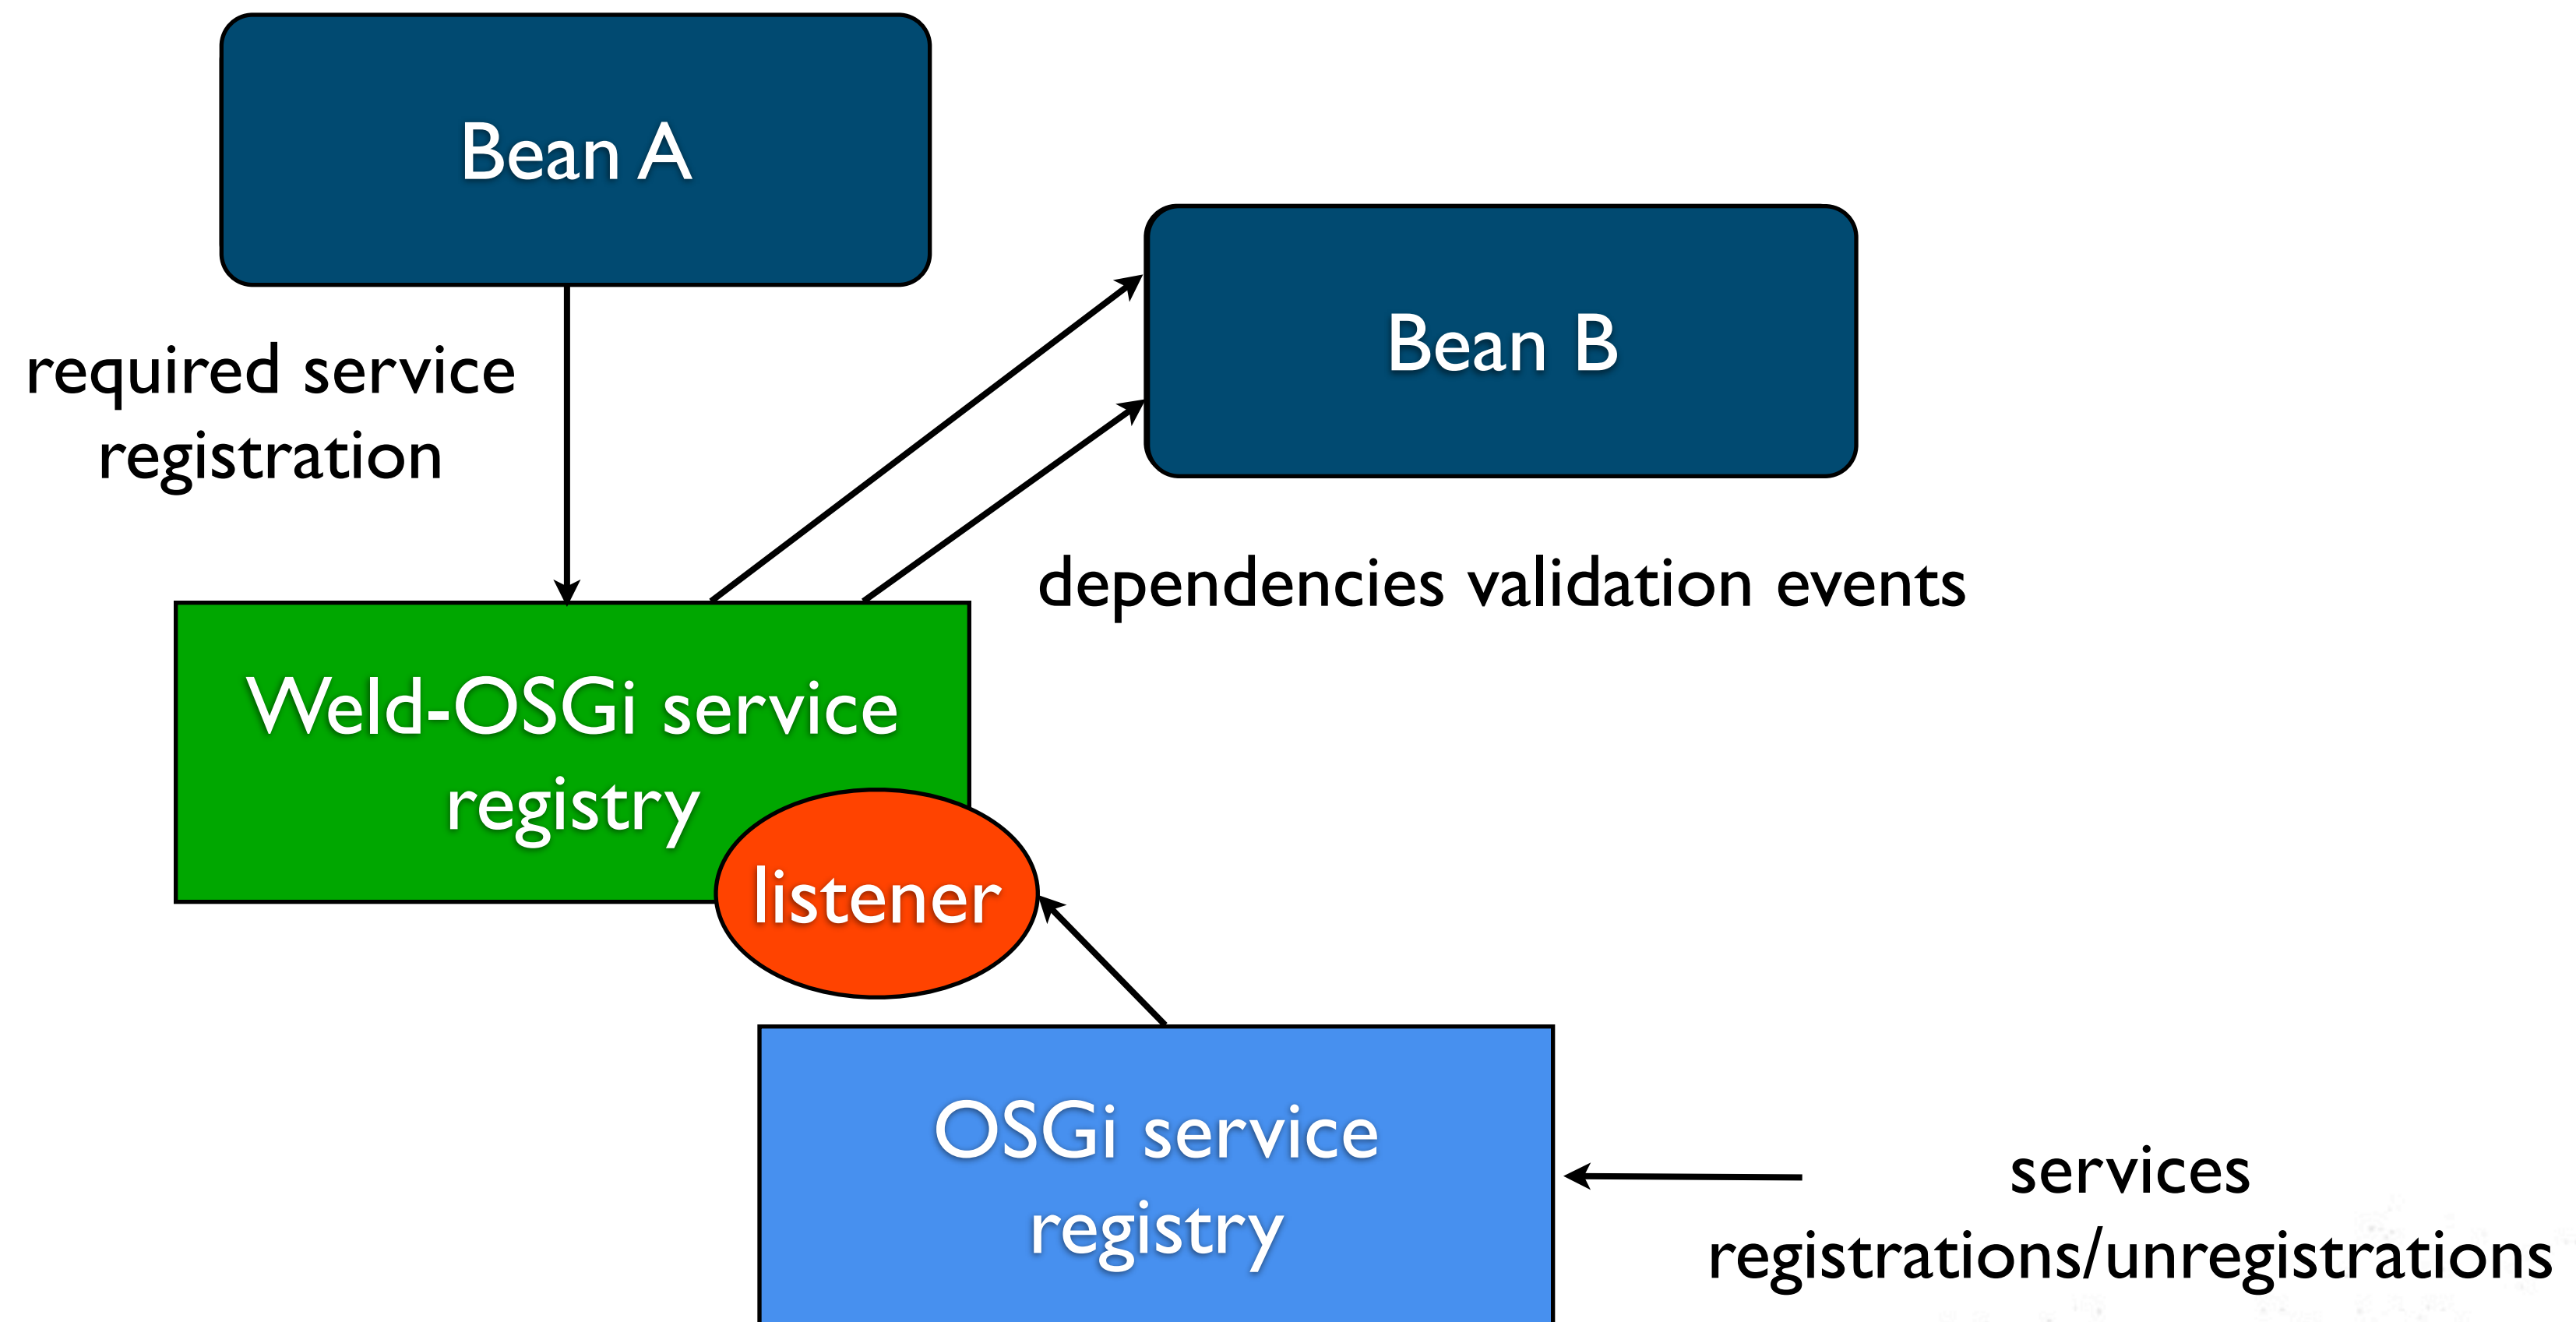 Bean A
Bean B
required service
registration
dependencies validation events
Weld-OSGi service
registry
listener
OSGi service
registry
services
registrations/unregistrations